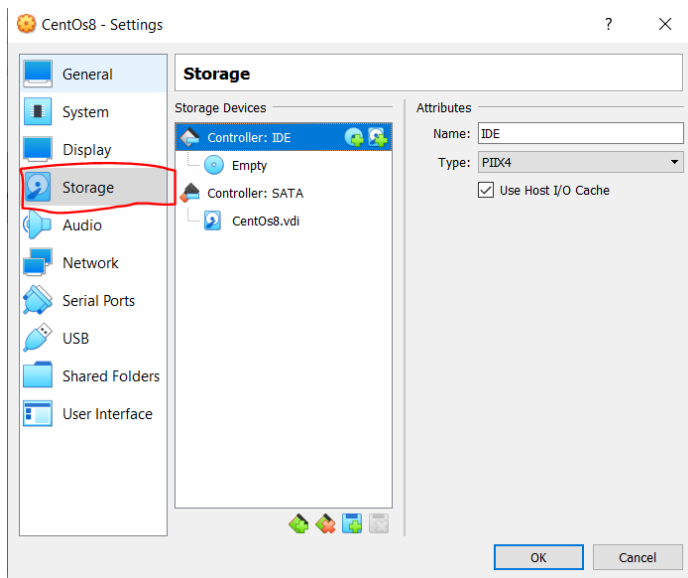 CentOs8 - Settings
?
General
System
Display
Storage
Audio
Network
Serial Ports
USB
Shared Folders
User Interface
Storage
Storage Devices
Controller: IDE
Empty
Controller: SATA
CentOs8.vdi
Attributes
Name: IDE
Type: PIIX4
Use Host I/O Cache
OK
Cancel